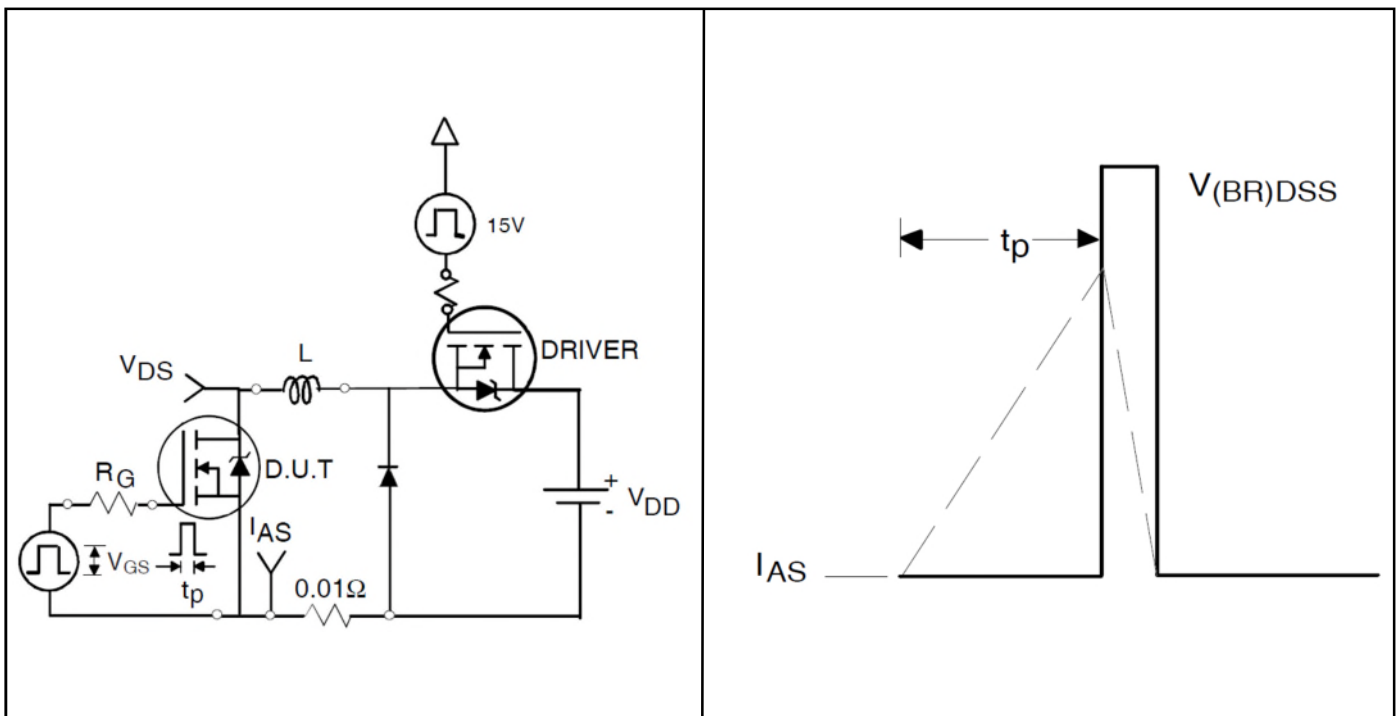 15V
DRIVER
L
VDS
D.U.T
RG
+
VDD
-
IAS
VGS
tp
0.01Ω
V(BR)DSS
tp
IAS